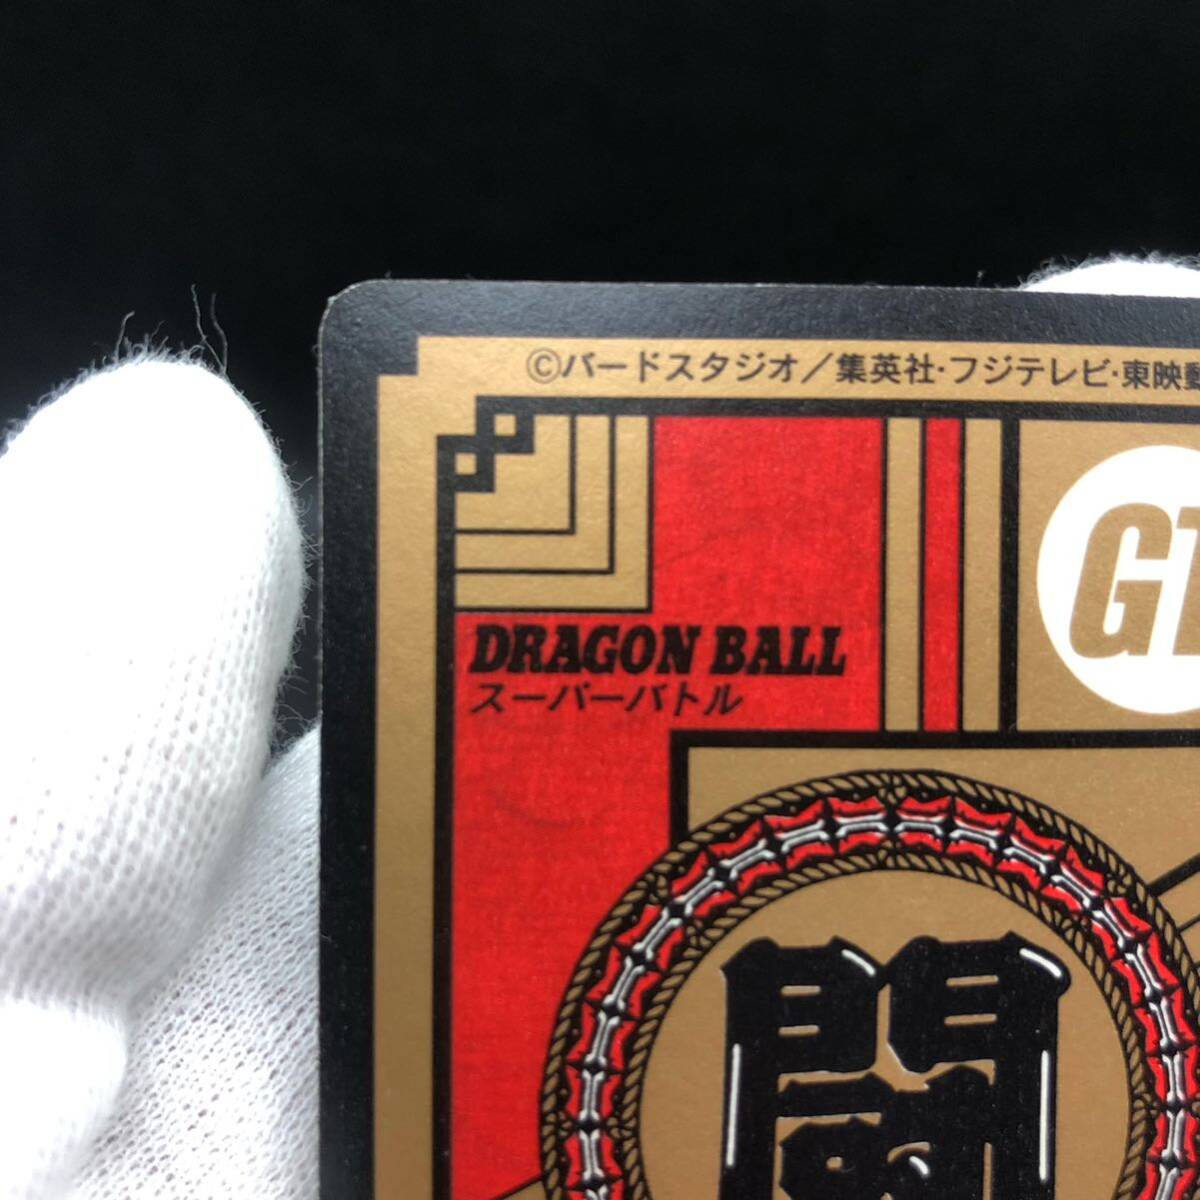 ©バードスタジオ／集英社・フジテレビ・東映動
GT
DRAGON BALL
スーパーバトル
闘